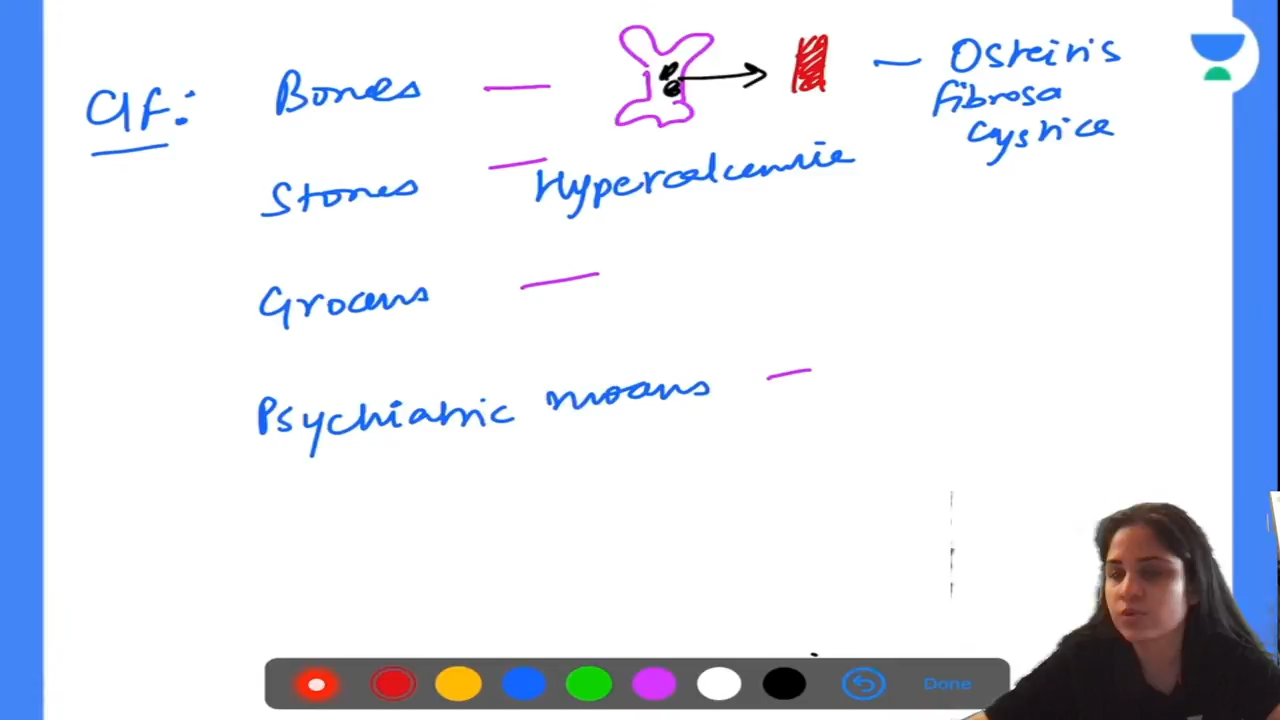 C/F:
Bones — — Osteitis
fibrosa
Cystica
Stones — Hypercalcemia
Groans —
Psychiatric moans —
Done